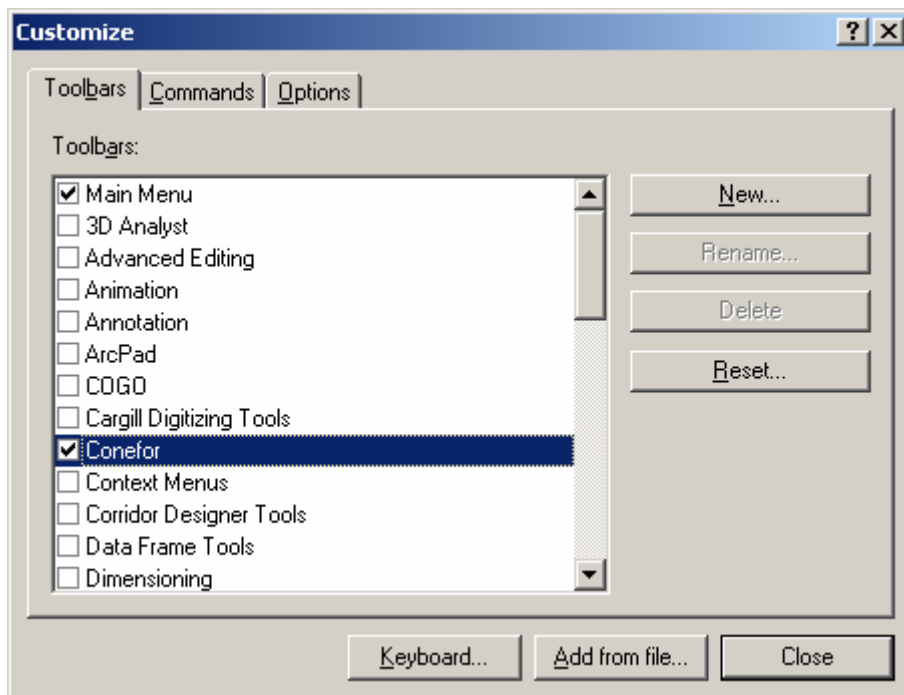 Customize
Toolbars Commands Options
Toolbars:
Main Menu
3D Analyst
Advanced Editing
Animation
Annotation
ArcPad
COGO
Cargill Digitizing Tools
Conefor
Context Menus
Corridor Designer Tools
Data Frame Tools
Dimensioning
New...
Rename...
Delete
Reset...
Keyboard... Add from file... Close